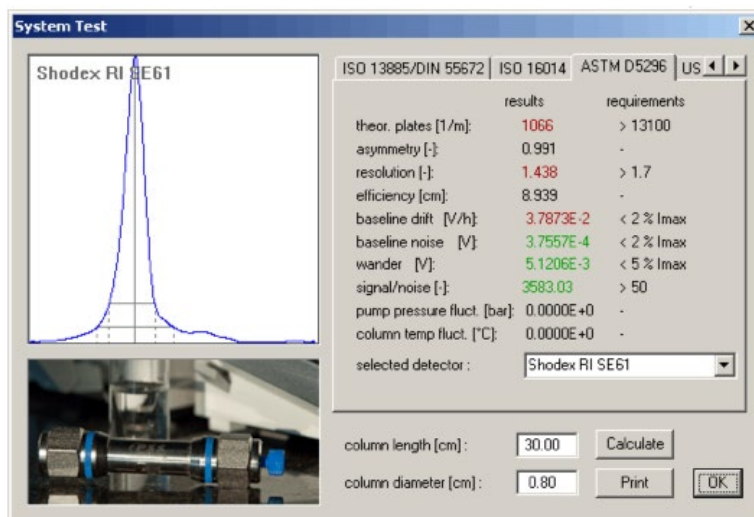 System Test
Shodex RI SE61
ISO 13885/DIN 55672 ISO 16014 ASTM D5296 US
results requirements
theor. plates [1/m]: 1066 > 13100
asymmetry [-]: 0.991 -
resolution [-]: 1.438 > 1.7
efficiency [cm]: 8.939 -
baseline drift [V/h]: 3.7873E-2 < 2 % Imax
baseline noise [V]: 3.7557E-4 < 2% Imax
wander [V]: 5.1206E-3 < 5 % Imax
signal/noise [-]: 3583.03 > 50
pump pressure fluct. [bar]: 0.0000E+0 -
column temp fluct. [°C]: 0.0000E+0 -
selected detector : Shodex RI SE61
column length [cm] : 30.00 Calculate
column diameter [cm] : 0.80 Print OK